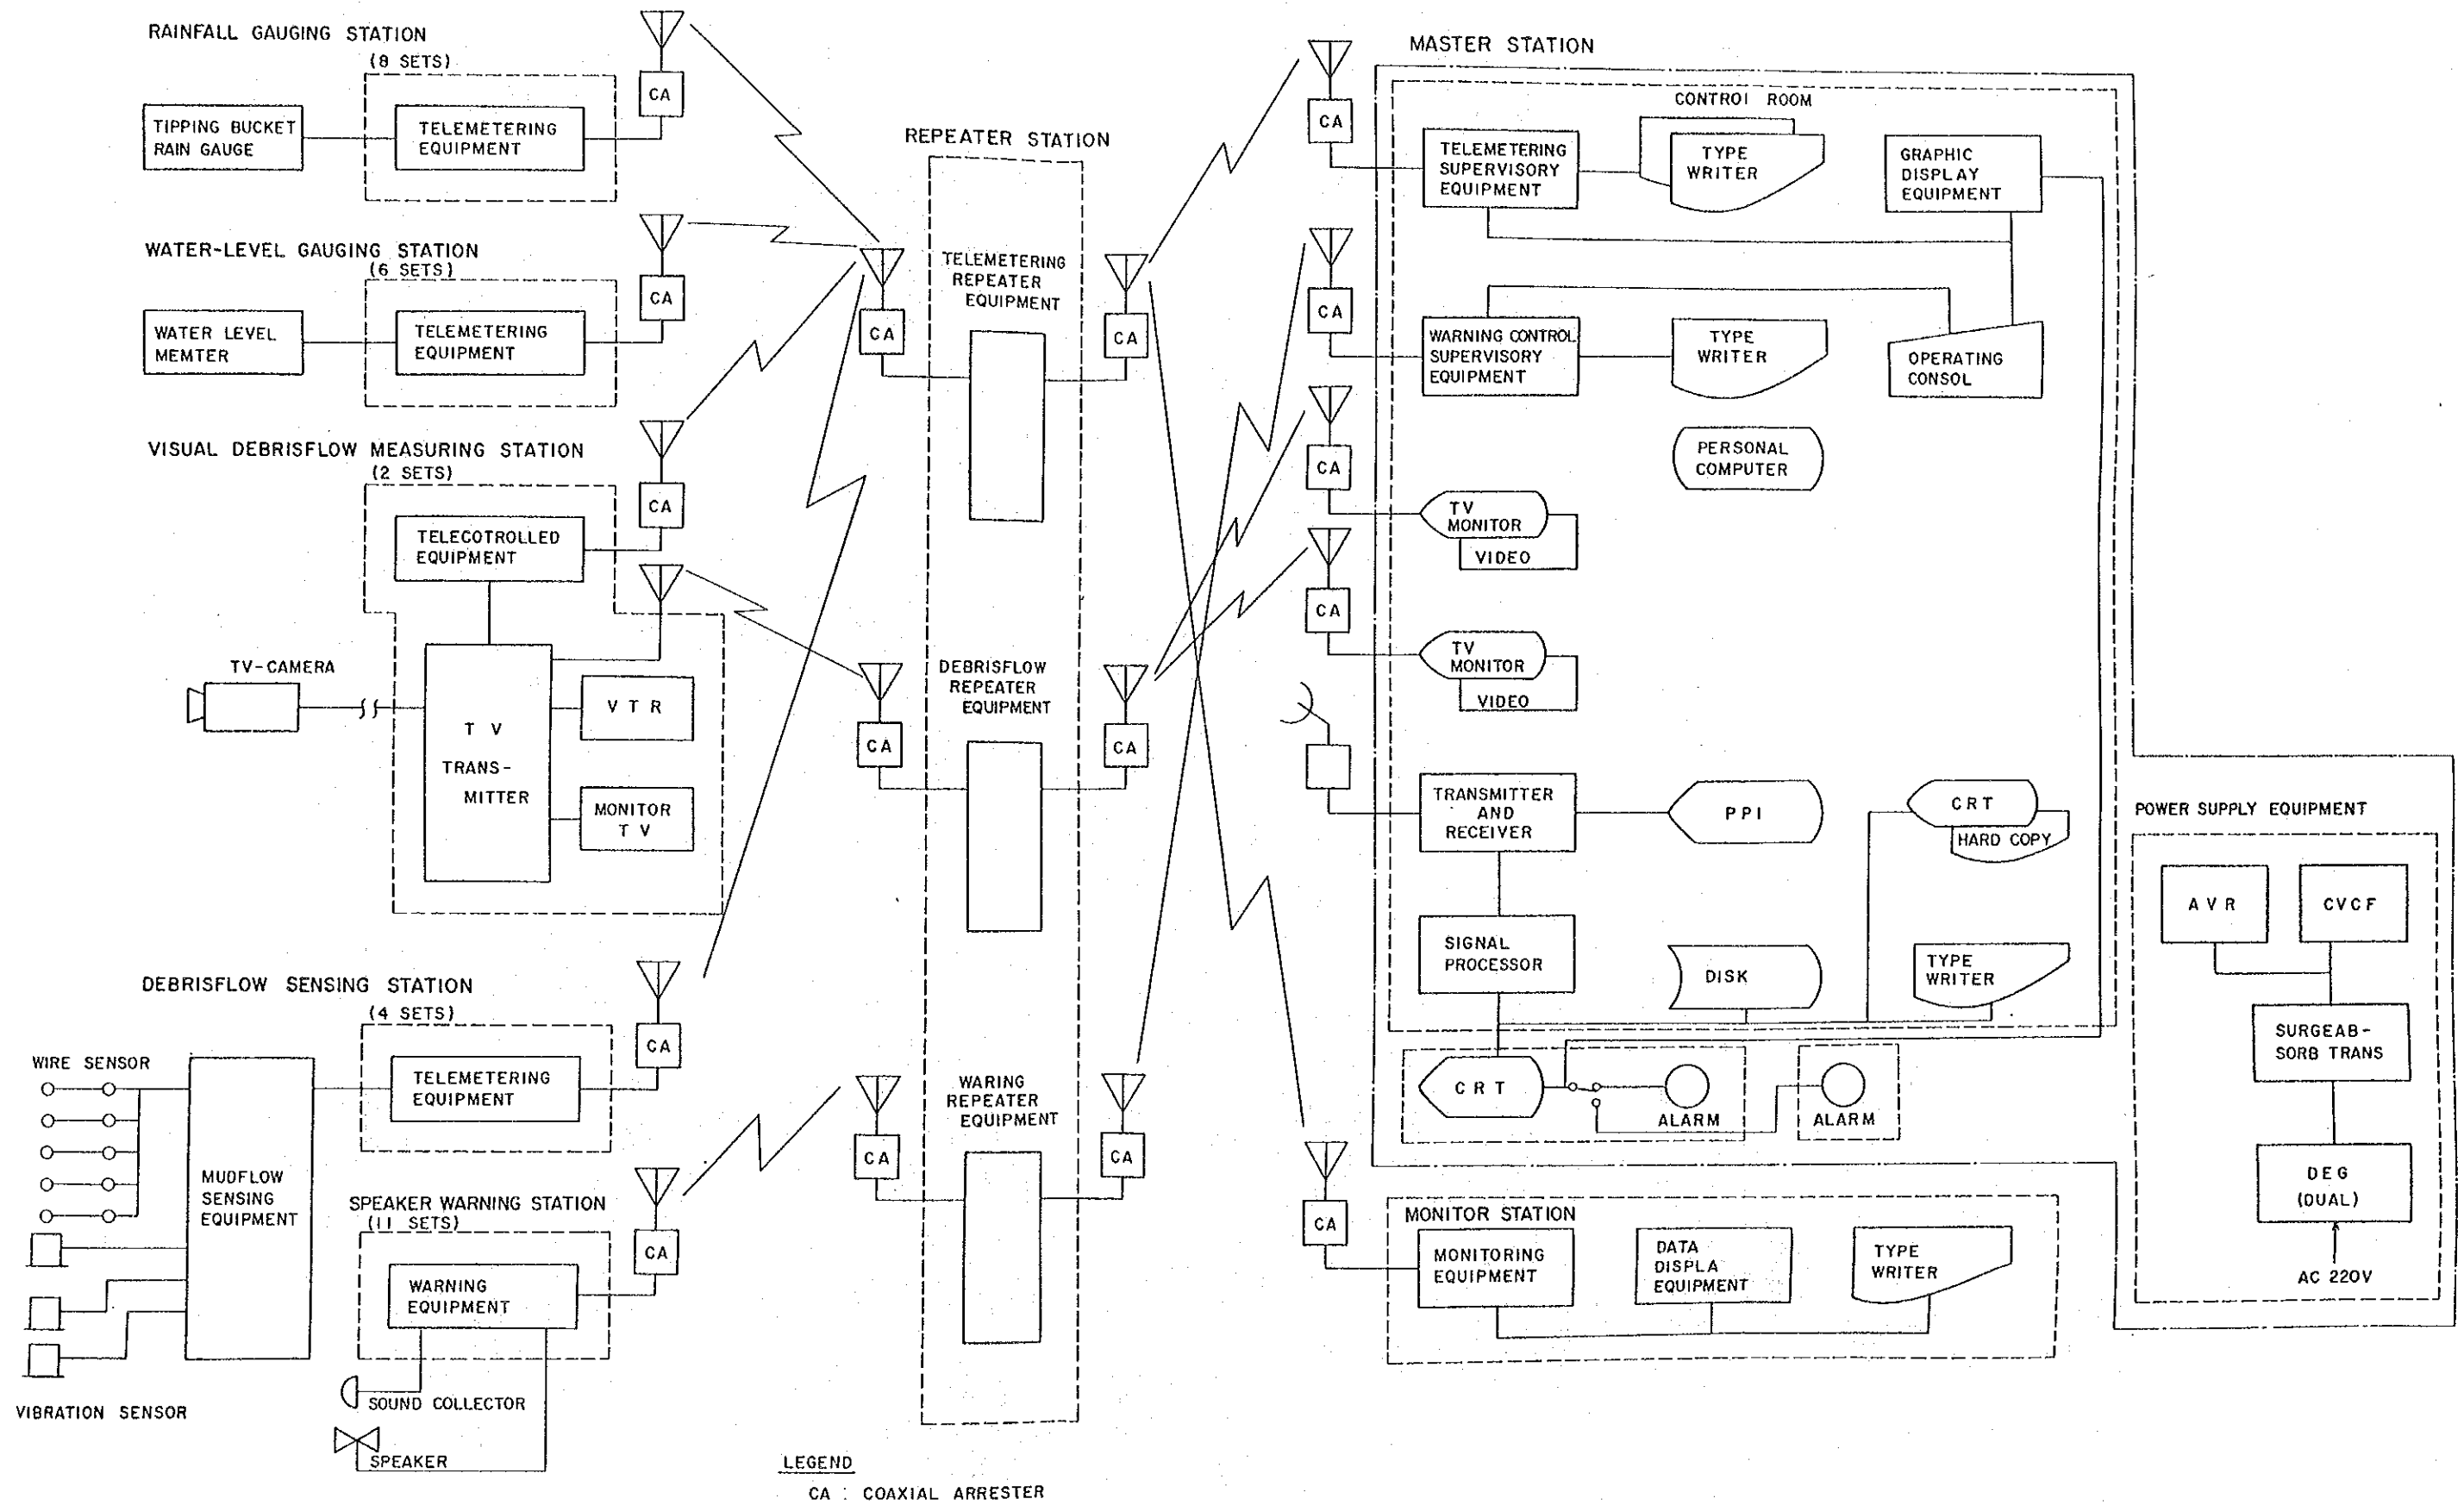 RAINFALL GAUGING STATION
(8 SETS)
TIPPING BUCKET
RAIN GAUGE
TELEMETERING
EQUIPMENT
CA
WATER-LEVEL GAUGING STATION
(6 SETS)
WATER LEVEL
MEMTER
TELEMETERING
EQUIPMENT
CA
VISUAL DEBRISFLOW MEASURING STATION
(2 SETS)
TELECOTROLLED
EQUIPMENT
CA
TV-CAMERA
T V
TRANS-
MITTER
V T R
MONITOR
T V
DEBRISFLOW SENSING STATION
(4 SETS)
WIRE SENSOR
MUDFLOW
SENSING
EQUIPMENT
TELEMETERING
EQUIPMENT
CA
VIBRATION SENSOR
SPEAKER WARNING STATION
(11 SETS)
WARNING
EQUIPMENT
CA
SOUND COLLECTOR
SPEAKER
REPEATER STATION
TELEMETERING
REPEATER
EQUIPMENT
CA
CA
DEBRISFLOW
REPEATER
EQUIPMENT
CA
CA
WARING
REPEATER
EQUIPMENT
CA
CA
LEGEND
CA : COAXIAL ARRESTER
MASTER STATION
CONTROl ROOM
CA
TELEMETERING
SUPERVISORY
EQUIPMENT
TYPE
WRITER
GRAPHIC
DISPLAY
EQUIPMENT
CA
WARNING CONTROL
SUPERVISORY
EQUIPMENT
TYPE
WRITER
OPERATING
CONSOL
PERSONAL
COMPUTER
CA
TV
MONITOR
VIDEO
CA
TV
MONITOR
VIDEO
TRANSMITTER
AND
RECEIVER
P P I
C R T
HARD COPY
SIGNAL
PROCESSOR
DISK
TYPE
WRITER
C R T
ALARM
ALARM
POWER SUPPLY EQUIPMENT
A V R
CVCF
SURGEAB-
SORB TRANS
DEG
(DUAL)
AC 220V
MONITOR STATION
CA
MONITORING
EQUIPMENT
DATA
DISPLA
EQUIPMENT
TYPE
WRITER